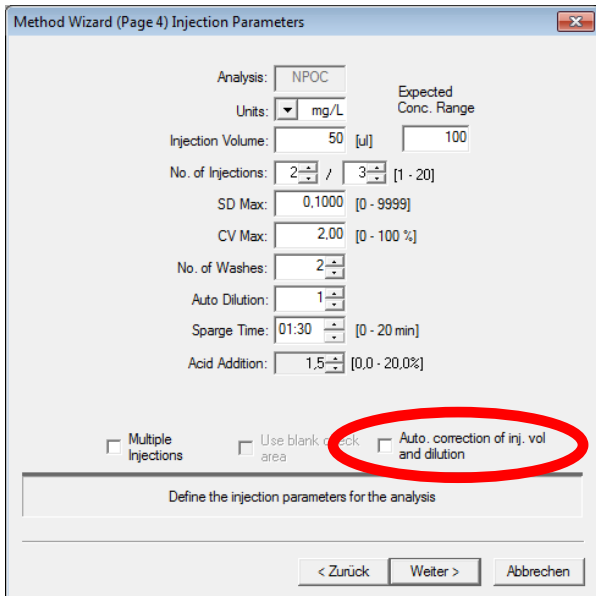 Method Wizard (Page 4) Injection Parameters
Analysis: NPOC
Expected
Units: mg/L Conc. Range
Injection Volume: 50 [ul] 100
No. of Injections: 2 / 3 [1 - 20]
SD Max: 0,1000 [0 - 9999]
CV Max: 2,00 [0 - 100 %]
No. of Washes: 2
Auto Dilution: 1
Sparge Time: 01:30 [0 - 20 min]
Acid Addition: 1,5 [0,0 - 20,0%]
Multiple
Injections
Use blank check
area
Auto. correction of inj. vol
and dilution
Define the injection parameters for the analysis
< Zurück Weiter > Abbrechen